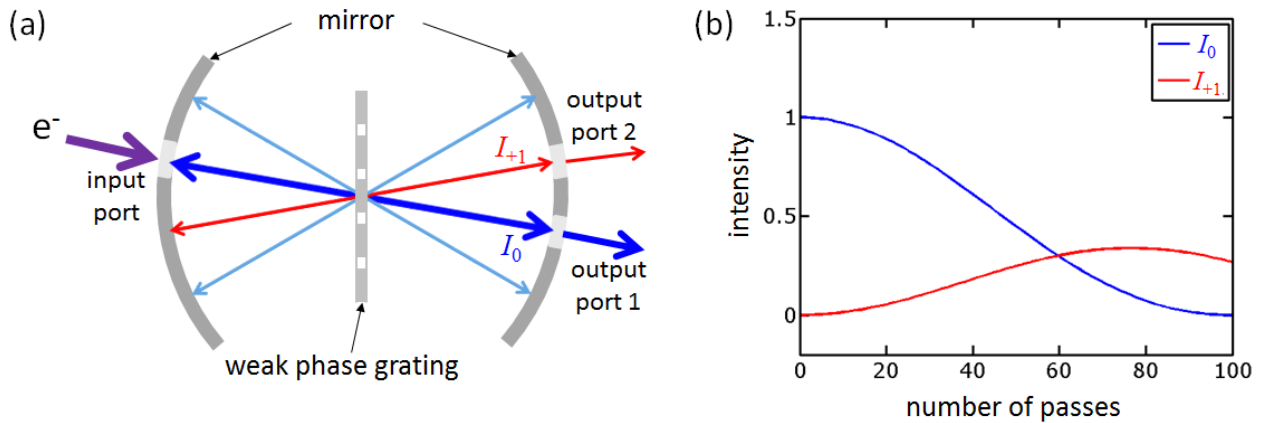 (a)
mirror
e-
input
port
I+1
output
port 2
I0
output
port 1
weak phase grating
(b)
intensity
1.5
1
0.5
0
0
20
40
60
80
100
number of passes
I0
I+1